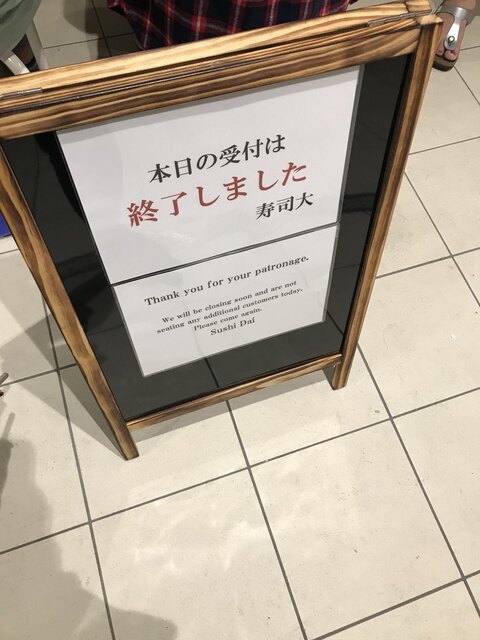 本日の受付は
終了しました
寿司大
Thank you for your patronage.
We will be closing soon and are not
seating any additional customers today.
Please come again.
Sushi Dai